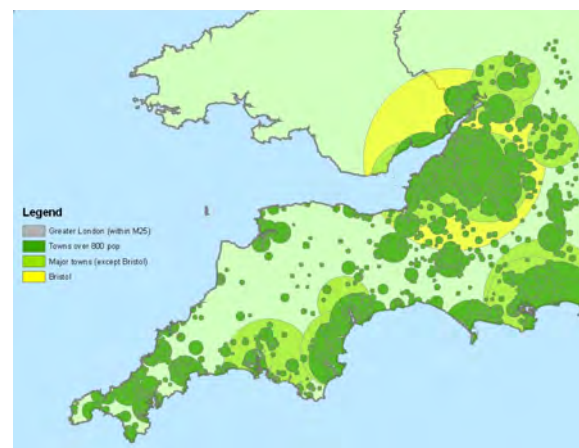 Legend
Greater London (within M25)
Towns over 800 pop
Major towns (except Bristol)
Bristol